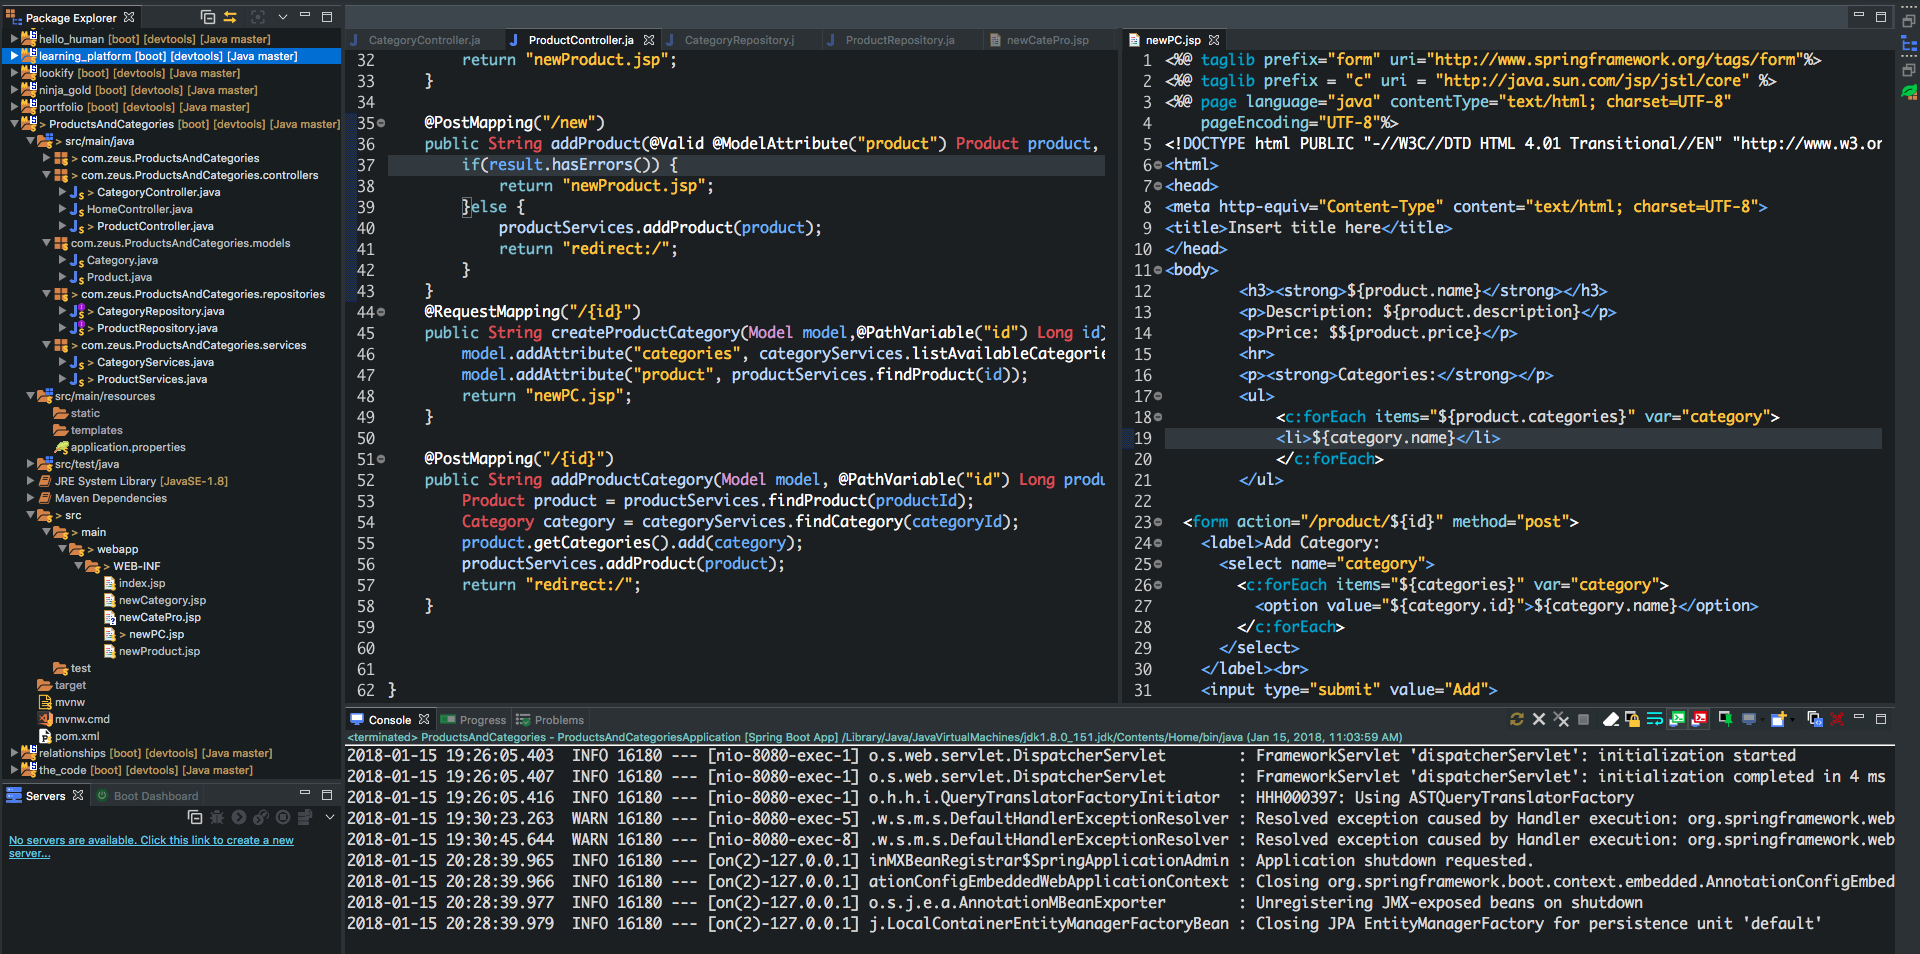 Package Explorer
hello_human [boot] [devtools] [Java master]
learning_platform [boot] [devtools] [Java master]
lookify [boot] [devtools] [Java master]
ninja_gold [boot] [devtools] [Java master]
portfolio [boot] [devtools] [Java master]
> ProductsAndCategories [boot] [devtools] [Java master]
> src/main/java
> com.zeus.ProductsAndCategories
> com.zeus.ProductsAndCategories.controllers
> CategoryController.java
> HomeController.java
> ProductController.java
com.zeus.ProductsAndCategories.models
Category.java
Product.java
> com.zeus.ProductsAndCategories.repositories
> CategoryRepository.java
> ProductRepository.java
> com.zeus.ProductsAndCategories.services
> CategoryServices.java
> ProductServices.java
src/main/resources
static
templates
application.properties
src/test/java
JRE System Library [JavaSE-1.8]
Maven Dependencies
> src
> main
> webapp
> WEB-INF
index.jsp
newCategory.jsp
newCatePro.jsp
> newPC.jsp
newProduct.jsp
test
target
mvnw
mvnw.cmd
pom.xml
relationships [boot] [devtools] [Java master]
the_code [boot] [devtools] [Java master]
Servers
Boot Dashboard
No servers are available. Click this link to create a new
server...
CategoryController.ja
ProductController.ja
CategoryRepository.j
ProductRepository.ja
newCatePro.jsp
32 return "newProduct.jsp";
33 }
34
35 @PostMapping("/new")
36 public String addProduct(@Valid @ModelAttribute("product") Product product,
37 if(result.hasErrors()) {
38 return "newProduct.jsp";
39 }else {
40 productServices.addProduct(product);
41 return "redirect:/";
42 }
43 }
44 @RequestMapping("/{id}")
45 public String createProductCategory(Model model,@PathVariable("id") Long id)
46 model.addAttribute("categories", categoryServices.listAvailableCategorie
47 model.addAttribute("product", productServices.findProduct(id));
48 return "newPC.jsp";
49 }
50
51 @PostMapping("/{id}")
52 public String addProductCategory(Model model, @PathVariable("id") Long produ
53 Product product = productServices.findProduct(productId);
54 Category category = categoryServices.findCategory(categoryId);
55 product.getCategories().add(category);
56 productServices.addProduct(product);
57 return "redirect:/";
58 }
59
60
61
62 }
newPC.jsp
1 <%@ taglib prefix="form" uri="http://www.springframework.org/tags/form"%>
2 <%@ taglib prefix = "c" uri = "http://java.sun.com/jsp/jstl/core" %>
3 <%@ page language="java" contentType="text/html; charset=UTF-8"
4 pageEncoding="UTF-8"%>
5 <!DOCTYPE html PUBLIC "-//W3C//DTD HTML 4.01 Transitional//EN" "http://www.w3.or
6 <html>
7 <head>
8 <meta http-equiv="Content-Type" content="text/html; charset=UTF-8">
9 <title>Insert title here</title>
10 </head>
11 <body>
12 <h3><strong>${product.name}</strong></h3>
13 <p>Description: ${product.description}</p>
14 <p>Price: $${product.price}</p>
15 <hr>
16 <p><strong>Categories:</strong></p>
17 <ul>
18 <c:forEach items="${product.categories}" var="category">
19 <li>${category.name}</li>
20 </c:forEach>
21 </ul>
22
23 <form action="/product/${id}" method="post">
24 <label>Add Category:
25 <select name="category">
26 <c:forEach items="${categories}" var="category">
27 <option value="${category.id}">${category.name}</option>
28 </c:forEach>
29 </select>
30 </label><br>
31 <input type="submit" value="Add">
Console
Progress
Problems
<terminated> ProductsAndCategories - ProductsAndCategoriesApplication [Spring Boot App] /Library/Java/JavaVirtualMachines/jdk1.8.0_151.jdk/Contents/Home/bin/java (Jan 15, 2018, 11:03:59 AM)
2018-01-15 19:26:05.403 INFO 16180 --- [nio-8080-exec-1] o.s.web.servlet.DispatcherServlet : FrameworkServlet 'dispatcherServlet': initialization started
2018-01-15 19:26:05.407 INFO 16180 --- [nio-8080-exec-1] o.s.web.servlet.DispatcherServlet : FrameworkServlet 'dispatcherServlet': initialization completed in 4 ms
2018-01-15 19:26:05.416 INFO 16180 --- [nio-8080-exec-1] o.h.h.i.QueryTranslatorFactoryInitiator : HHH000397: Using ASTQueryTranslatorFactory
2018-01-15 19:30:23.263 WARN 16180 --- [nio-8080-exec-5] .w.s.m.s.DefaultHandlerExceptionResolver : Resolved exception caused by Handler execution: org.springframework.web
2018-01-15 19:30:45.644 WARN 16180 --- [nio-8080-exec-8] .w.s.m.s.DefaultHandlerExceptionResolver : Resolved exception caused by Handler execution: org.springframework.web
2018-01-15 20:28:39.965 INFO 16180 --- [on(2)-127.0.0.1] inMXBeanRegistrar$SpringApplicationAdmin : Application shutdown requested.
2018-01-15 20:28:39.966 INFO 16180 --- [on(2)-127.0.0.1] ationConfigEmbeddedWebApplicationContext : Closing org.springframework.boot.context.embedded.AnnotationConfigEmbed
2018-01-15 20:28:39.977 INFO 16180 --- [on(2)-127.0.0.1] o.s.j.e.a.AnnotationMBeanExporter : Unregistering JMX-exposed beans on shutdown
2018-01-15 20:28:39.979 INFO 16180 --- [on(2)-127.0.0.1] j.LocalContainerEntityManagerFactoryBean : Closing JPA EntityManagerFactory for persistence unit 'default'